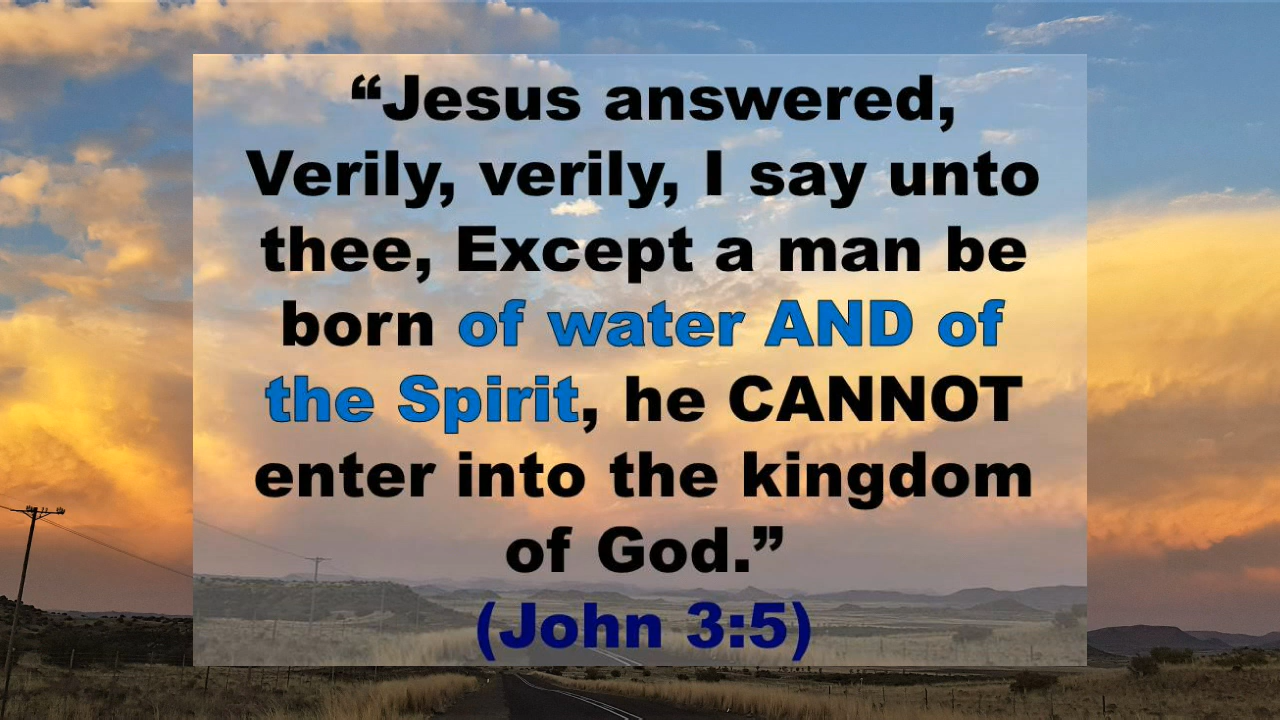 “Jesus answered,
Verily, verily, I say unto
thee, Except a man be
born of water AND of
the Spirit, he CANNOT
enter into the kingdom
of God.”
(John 3:5)